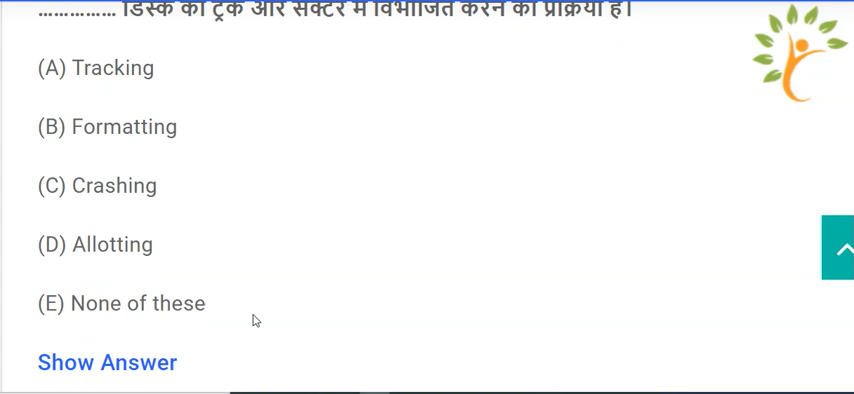 ................ डिस्क को ट्रैक और सेक्टर में विभाजित करने की प्रक्रिया है।
(A) Tracking
(B) Formatting
(C) Crashing
(D) Allotting
(E) None of these
Show Answer